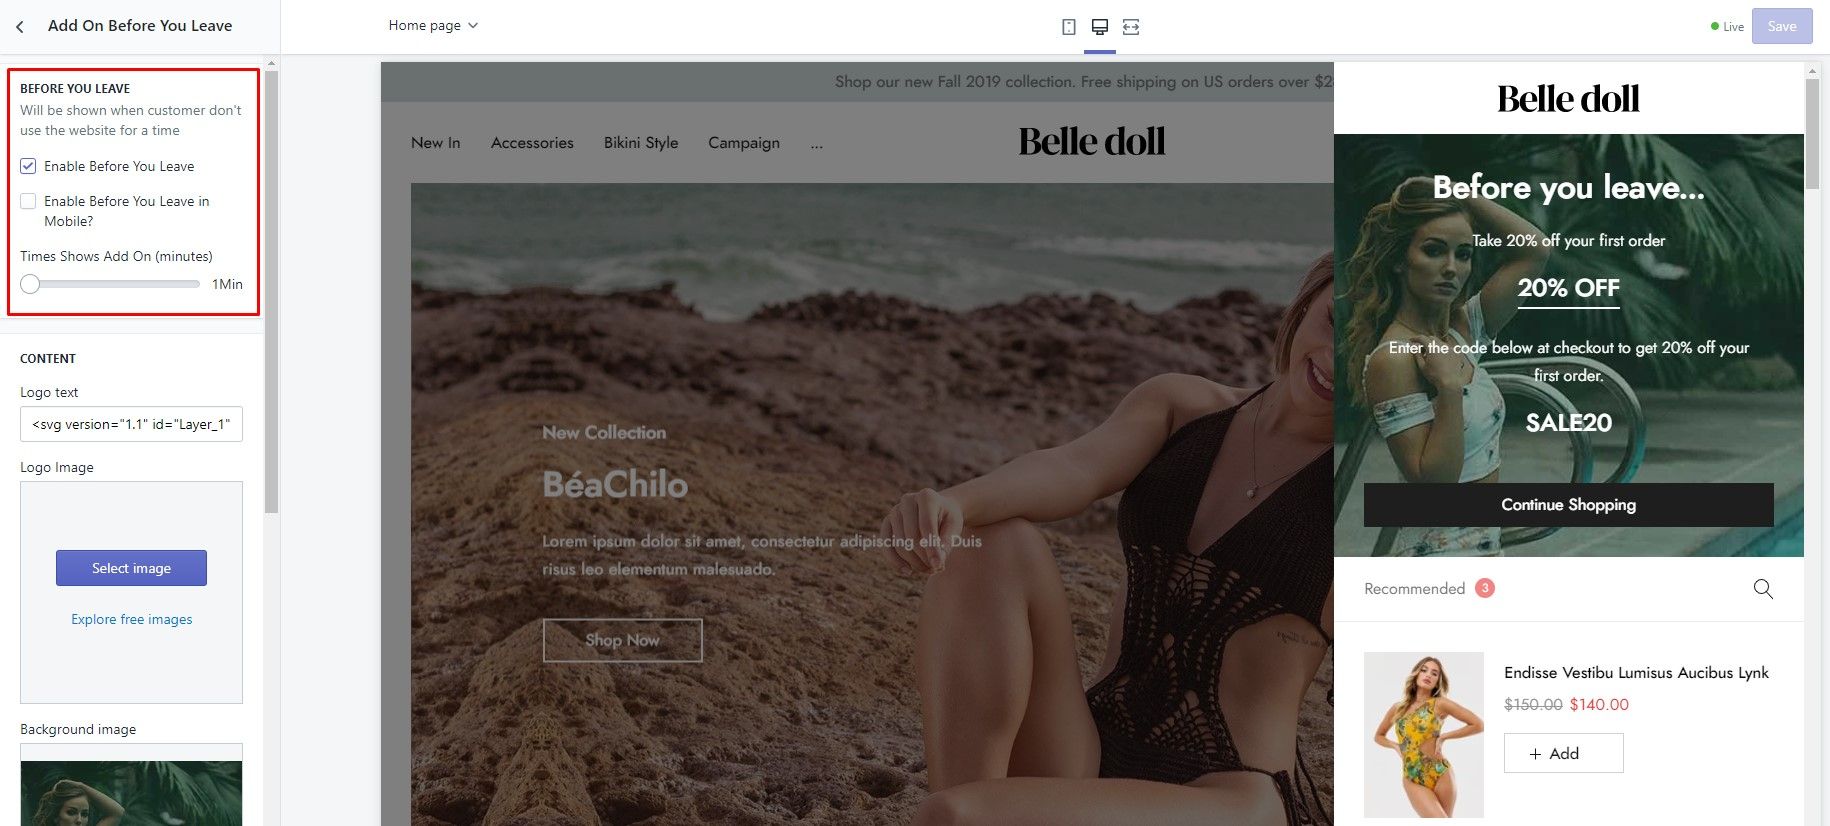 Add On Before You Leave
Home page
Live
Save
BEFORE YOU LEAVE
Will be shown when customer don't
use the website for a time
Enable Before You Leave
Enable Before You Leave in
Mobile?
Times Shows Add On (minutes)
1Min
CONTENT
Logo text
<svg version="1.1" id="Layer_1"
Logo Image
Select image
Explore free images
Background image
Shop our new Fall 2019 collection. Free shipping on US orders over
New In
Accessories
Bikini Style
Campaign
...
Belle doll
New Collection
BéaChilo
Lorem ipsum dolor sit amet, consectetur adipiscing elit. Duis
risus leo elementum malesuado.
Shop Now
Belle doll
Before you leave...
Take 20% off your first order
20% OFF
Enter the code below at checkout to get 20% off your
first order.
SALE20
Continue Shopping
Recommended 3
Endisse Vestibu Lumisus Aucibus Lynk
$150.00 $140.00
+ Add